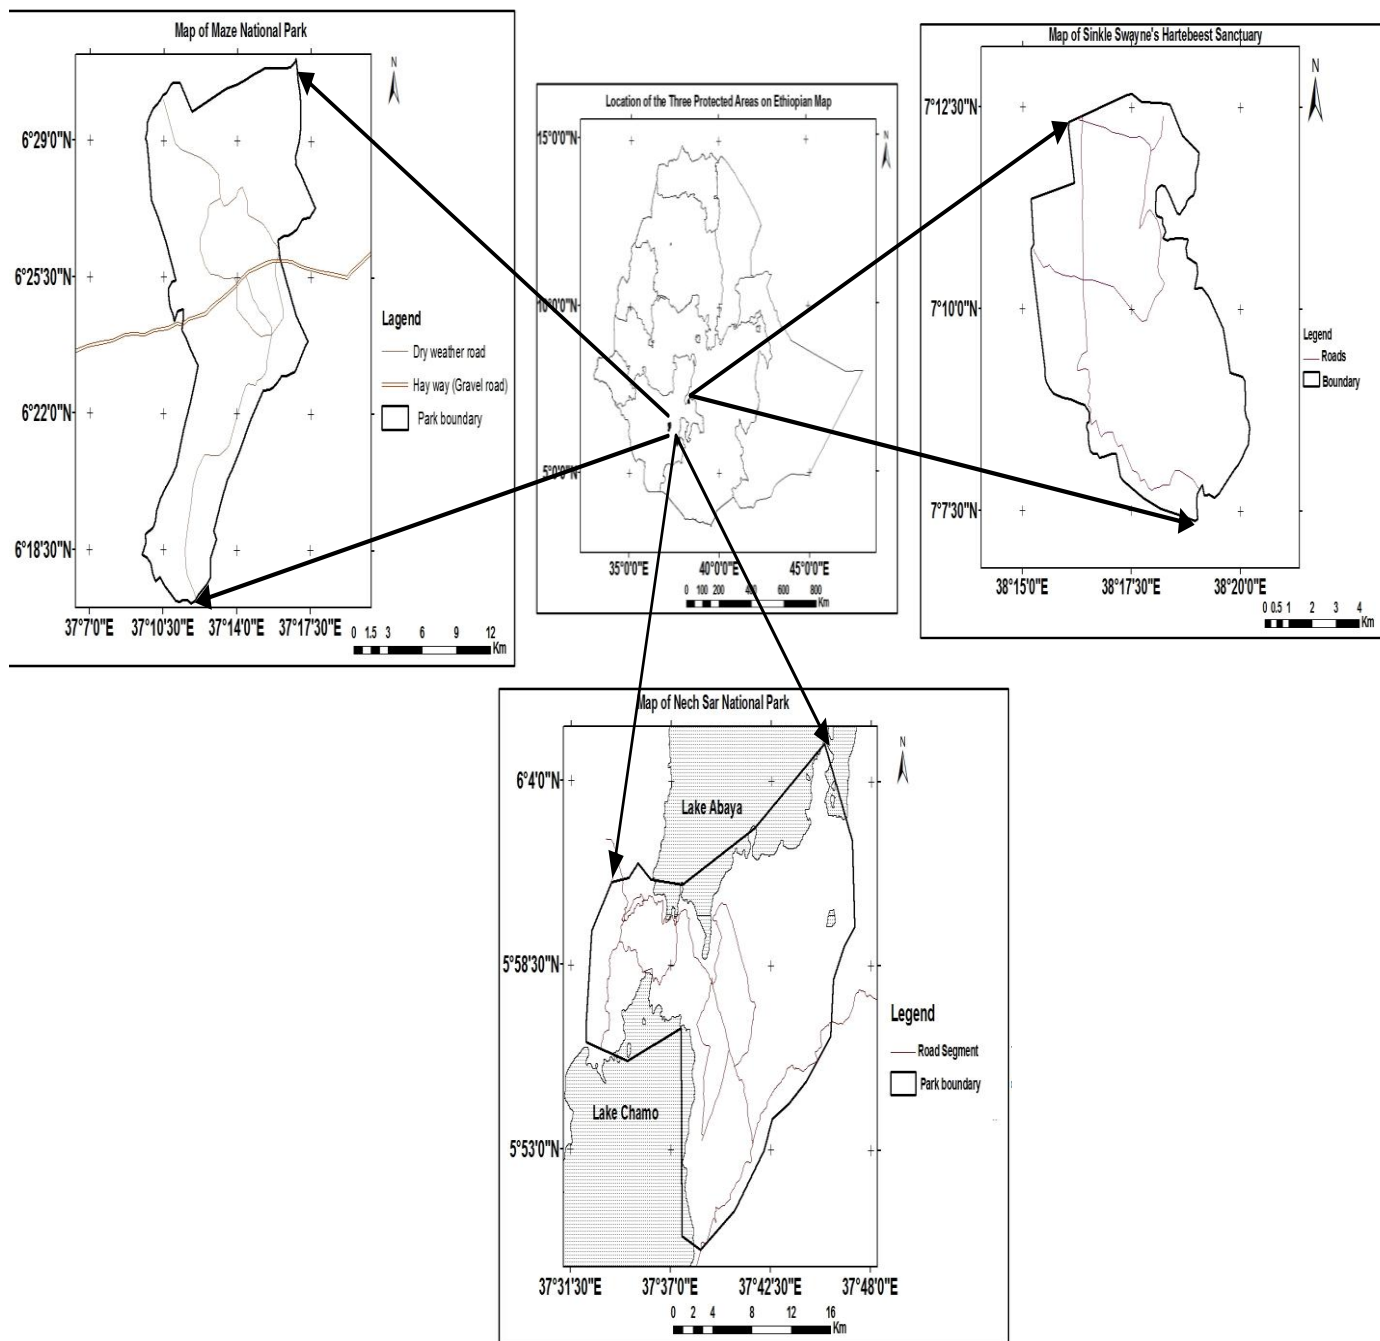 Map of Maze National Park
N
6°29'0"N
6°25'30"N
6°22'0"N
6°18'30"N
37°7'0"E 37°10'30"E 37°14'0"E 37°17'30"E
Lagend
Dry weather road
Hay way (Gravel road)
Park boundary
0 1.5 3 6 9 12
Km
Location of the Three Protected Areas on Ethiopian Map
N
15°0'0"N
10°0'0"N
5°0'0"N
35°0'0"E 40°0'0"E 45°0'0"E
0 100 200 400 600 800
Km
Map of Sinkle Swayne's Hartebeest Sanctuary
N
7°12'30"N
7°10'0"N
7°7'30"N
38°15'0"E 38°17'30"E 38°20'0"E
Legend
Roads
Boundary
0 0.5 1 2 3 4
Km
Map of Nech Sar National Park
N
6°4'0"N
5°58'30"N
5°53'0"N
Lake Abaya
Lake Chamo
37°31'30"E 37°37'0"E 37°42'30"E 37°48'0"E
Legend
Road Segment
Park boundary
0 2 4 8 12 16
Km